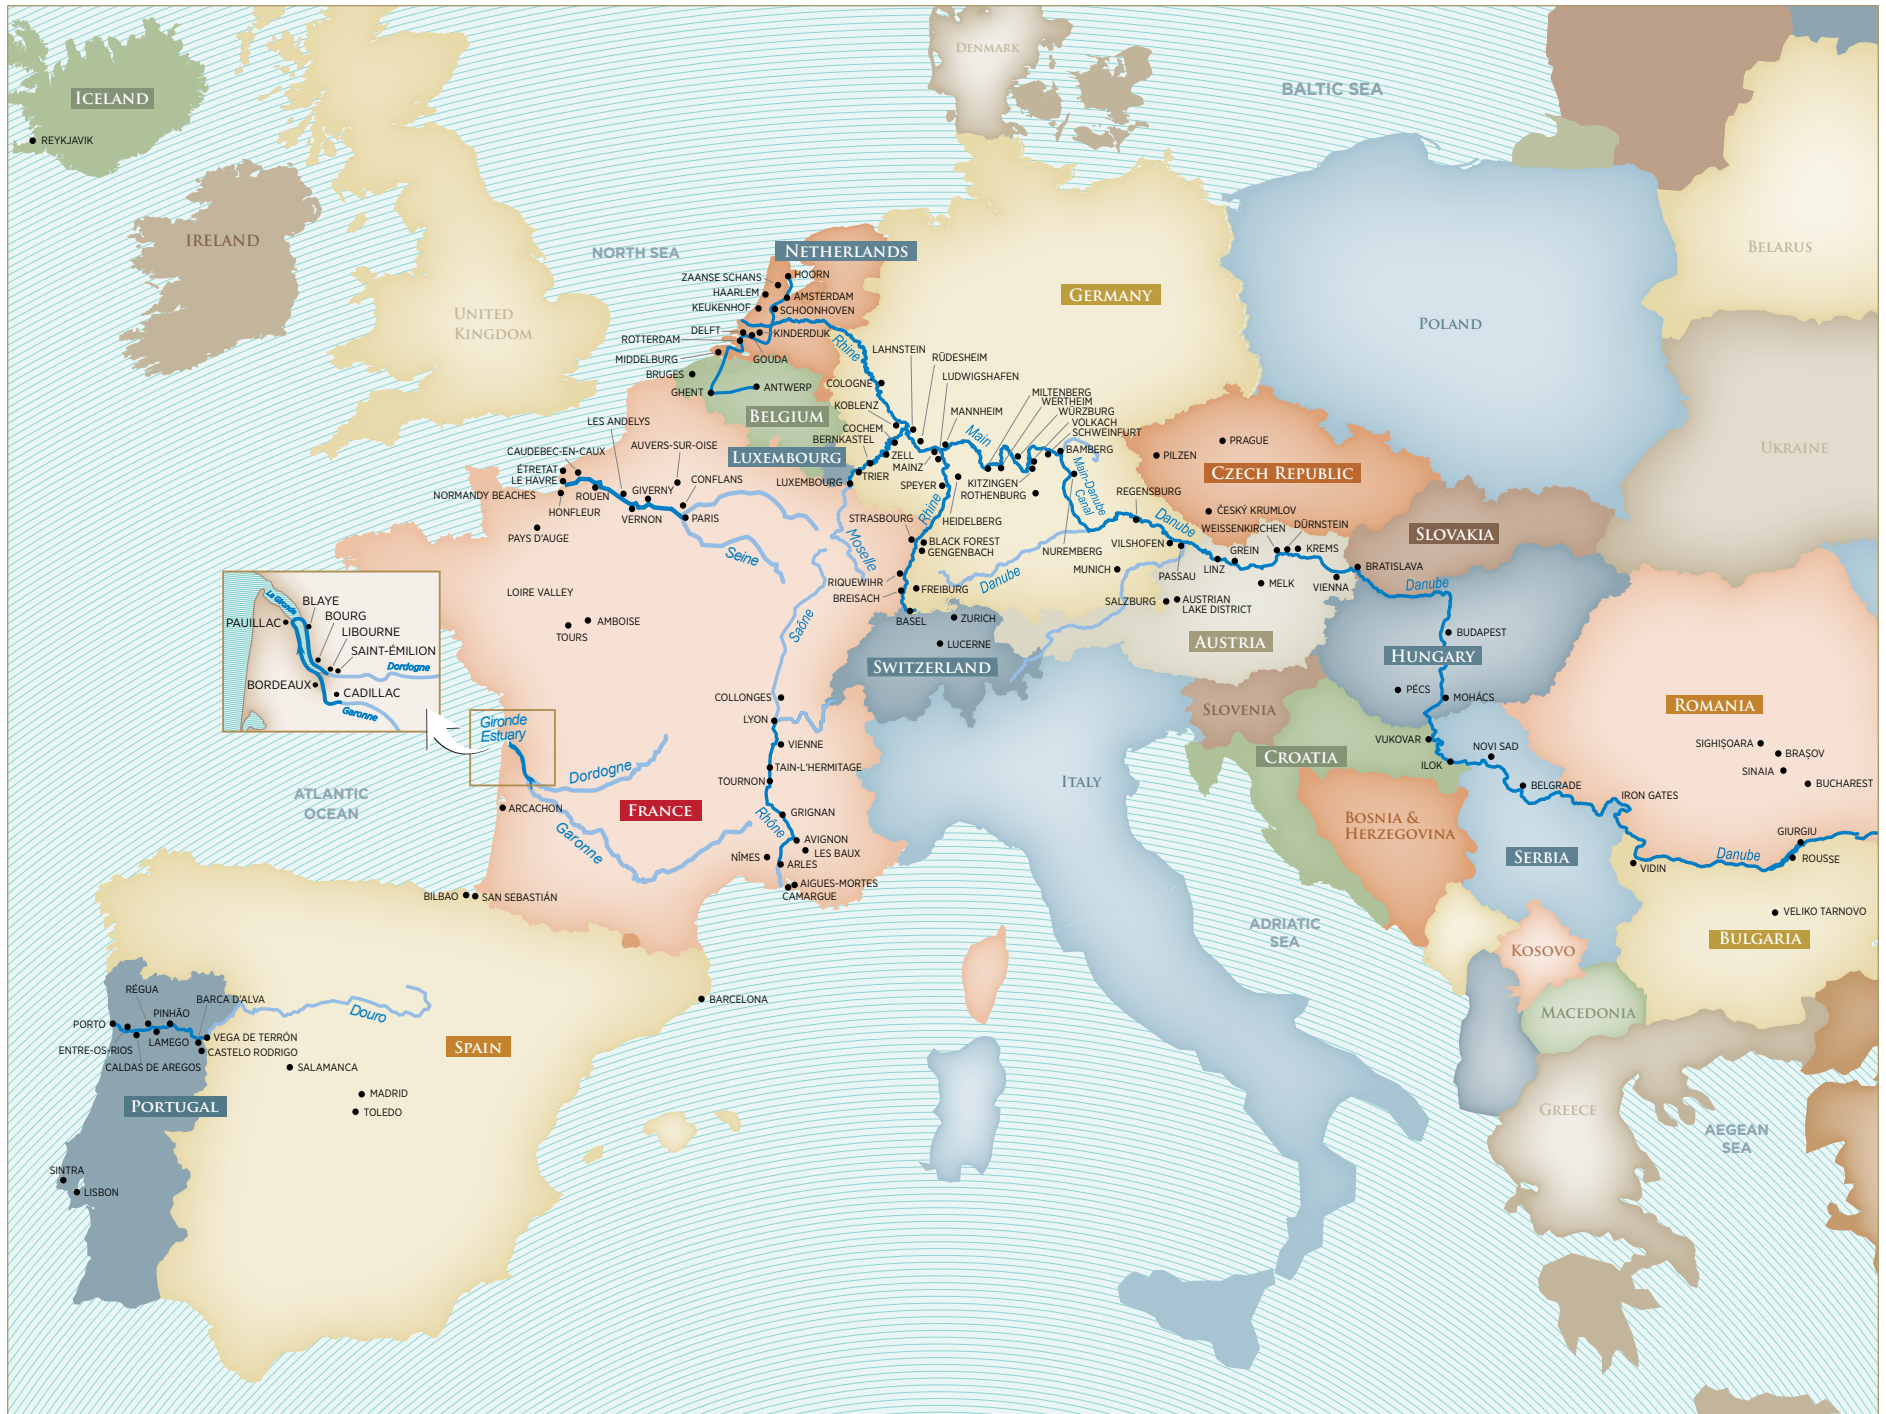 DENMARK
BALTIC SEA
ICELAND
REYKJAVIK
IRELAND
NORTH SEA
NETHERLANDS
BELARUS
ZAANSE SCHANS
HOORN
HAARLEM
AMSTERDAM
KEUKENHOF
SCHOONHOVEN
GERMANY
UNITED
KINGDOM
POLAND
DELFT
KINDERDIJK
ROTTERDAM
GOUDA
MIDDELBURG
BRUGES
GHENT
ANTWERP
BELGIUM
Rhine
LAHNSTEIN
RÜDESHEIM
LUDWIGSHAFEN
COLOGNE
KOBLENZ
MANNHEIM
MILTENBERG
WERTHEIM
WÜRZBURG
VOLKACH
SCHWEINFURT
BAMBERG
COCHEM
BERNKASTEL
Main
LES ANDELYS
AUVERS-SUR-OISE
CAUDEBEC-EN-CAUX
LUXEMBOURG
ZELL
MAINZ
TRIER
LUXEMBOURG
ÉTRETAT
LE HAVRE
NORMANDY BEACHES
HONFLEUR
ROUEN
GIVERNY
CONFLANS
VERNON
PARIS
PAYS D'AUGE
SPEYER
KITZINGEN
ROTHENBURG
HEIDELBERG
Main-Danube
Canal
PRAGUE
PILZEN
CZECH REPUBLIC
UKRAINE
REGENSBURG
ČESKÝ KRUMLOV
WEISSENKIRCHEN
DÜRNSTEIN
SLOVAKIA
STRASBOURG
Rhine
BLACK FOREST
GENGENBACH
Moselle
Seine
NUREMBERG
VILSHOFEN
Danube
GREIN
KREMS
MUNICH
PASSAU
LINZ
MELK
VIENNA
BRATISLAVA
Danube
RIQUEWIHR
BREISACH
FREIBURG
Danube
SALZBURG
AUSTRIAN
LAKE DISTRICT
BASEL
ZURICH
LUCERNE
SWITZERLAND
AUSTRIA
BUDAPEST
HUNGARY
LOIRE VALLEY
AMBOISE
TOURS
Saône
La Gironde
BLAYE
PAUILLAC
BOURG
LIBOURNE
SAINT-ÉMILION
Dordogne
BORDEAUX
CADILLAC
Garonne
COLLONGES
LYON
VIENNE
PÉCS
MOHÁCS
SLOVENIA
ROMANIA
Gironde
Estuary
Dordogne
TAIN-L'HERMITAGE
TOURNON
CROATIA
VUKOVAR
ILOK
NOVI SAD
SIGHIȘOARA
BRAȘOV
SINAIA
BUCHAREST
ATLANTIC
OCEAN
ARCACHON
FRANCE
Garonne
Rhône
GRIGNAN
ITALY
BELGRADE
IRON GATES
BOSNIA &
HERZEGOVINA
GIURGIU
AVIGNON
LES BAUX
NÎMES
ARLES
AIGUES-MORTES
CAMARGUE
SERBIA
VIDIN
Danube
ROUSSE
BILBAO
SAN SEBASTIÁN
ADRIATIC
SEA
VELIKO TARNOVO
BULGARIA
KOSOVO
RÉGUA
BARCA D'ALVA
PINHÃO
PORTO
Douro
BARCELONA
MACEDONIA
ENTRE-OS-RIOS
LAMEGO
VEGA DE TERRÓN
CASTELO RODRIGO
CALDAS DE AREGOS
SPAIN
SALAMANCA
MADRID
TOLEDO
PORTUGAL
GREECE
AEGEAN
SEA
SINTRA
LISBON